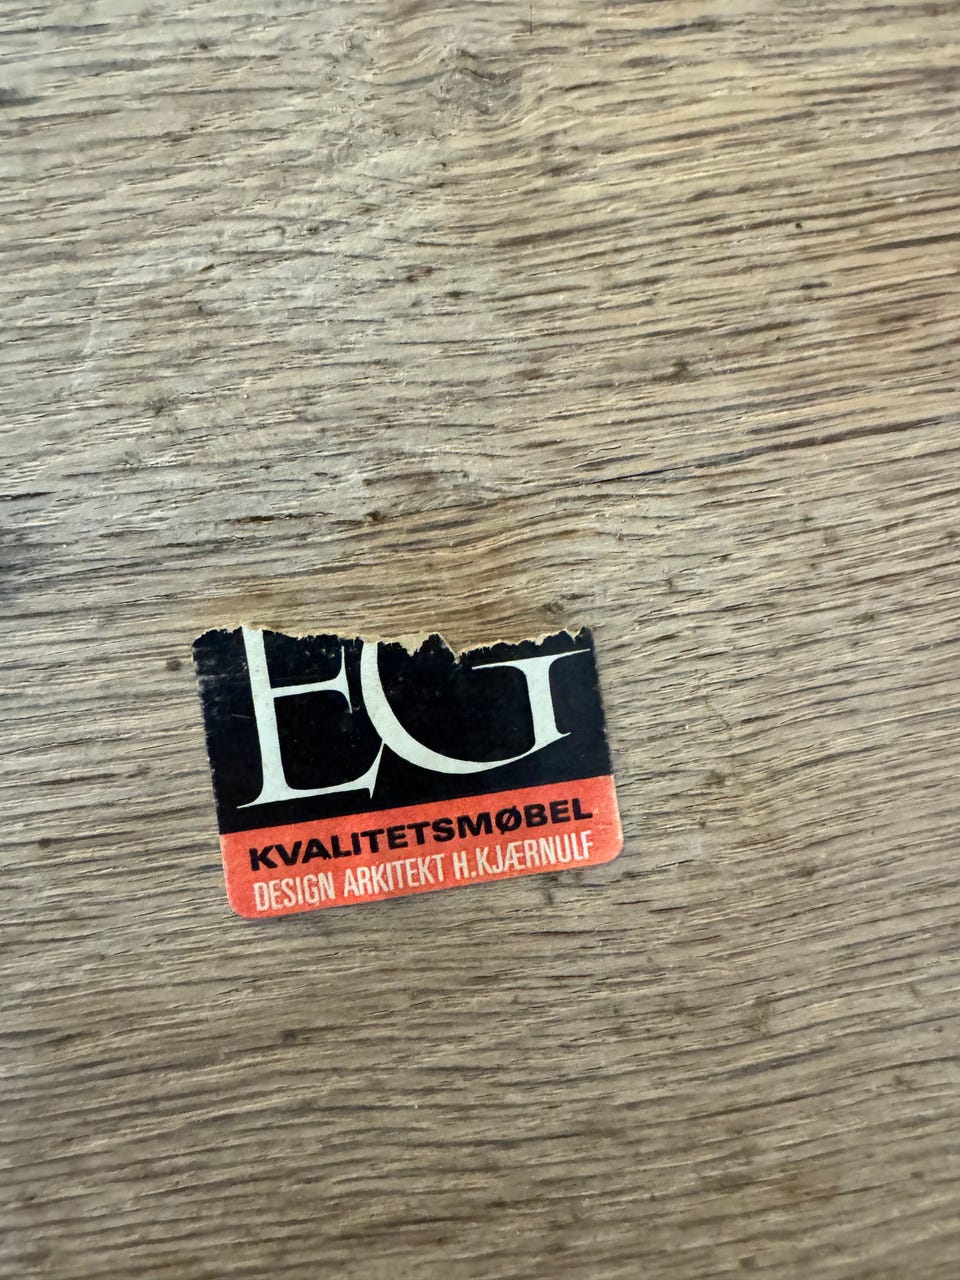 EG
KVALITETSMØBEL
DESIGN ARKITEKT H.KJÆRNULF